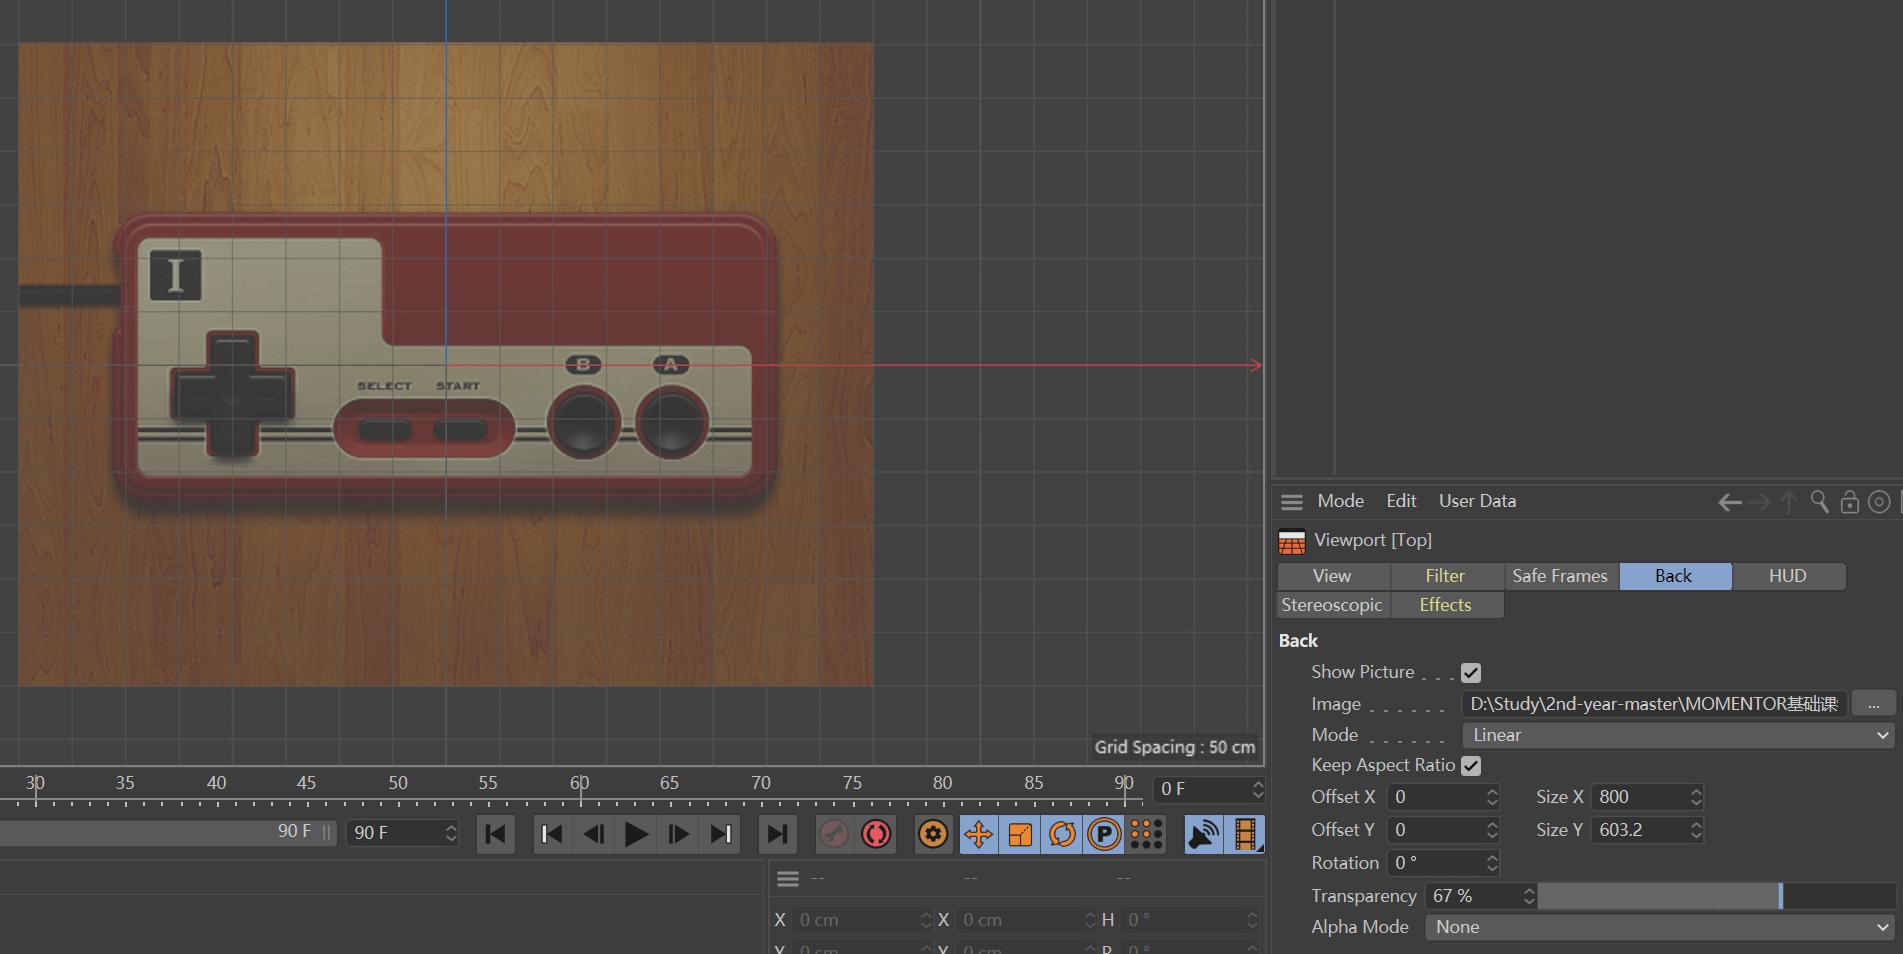 I
B
A
SELECT
START
Grid Spacing : 50 cm
30
35
40
45
50
55
60
65
70
75
80
85
90
0 F
90 F
90 F
P
--
--
--
X
0 cm
X
0 cm
H
0 °
Y
0 cm
Y
0 cm
P
0 °
Mode
Edit
User Data
Viewport [Top]
View
Filter
Safe Frames
Back
HUD
Stereoscopic
Effects
Back
Show Picture . . .
Image . . . . . .
D:\Study\2nd-year-master\MOMENTOR基础课
...
Mode . . . . . .
Linear
Keep Aspect Ratio
Offset X
0
Size X
800
Offset Y
0
Size Y
603.2
Rotation
0 °
Transparency
67 %
Alpha Mode
None